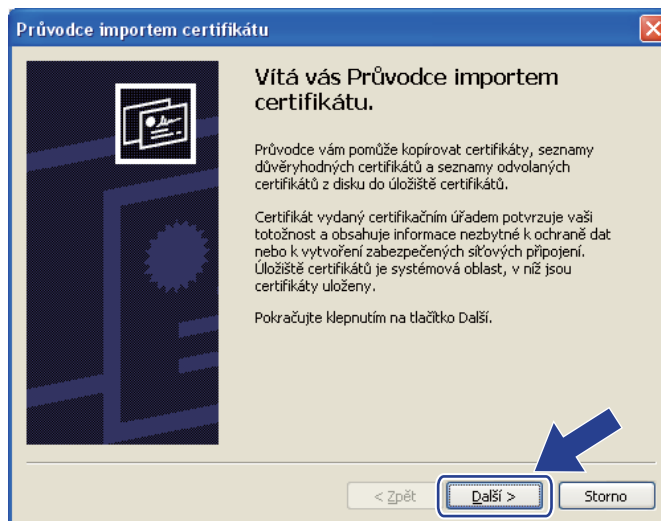 Průvodce importem certifikátu
Vítá vás Průvodce importem
certifikátu.
Průvodce vám pomůže kopírovat certifikáty, seznamy
důvěryhodných certifikátů a seznamy odvolaných
certifikátů z disku do úložiště certifikátů.
Certifikát vydaný certifikačním úřadem potvrzuje vaši
totožnost a obsahuje informace nezbytné k ochraně dat
nebo k vytvoření zabezpečených síťových připojení.
Úložiště certifikátů je systémová oblast, v níž jsou
certifikáty uloženy.
Pokračujte klepnutím na tlačítko Další.
< Zpět
Další >
Storno